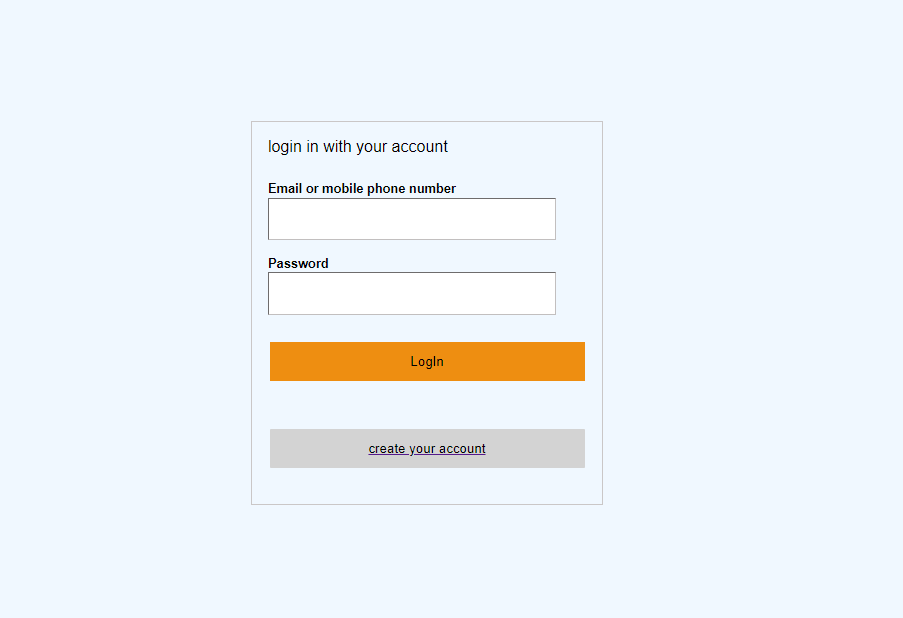 login in with your account
Email or mobile phone number
Password
LogIn
create your account